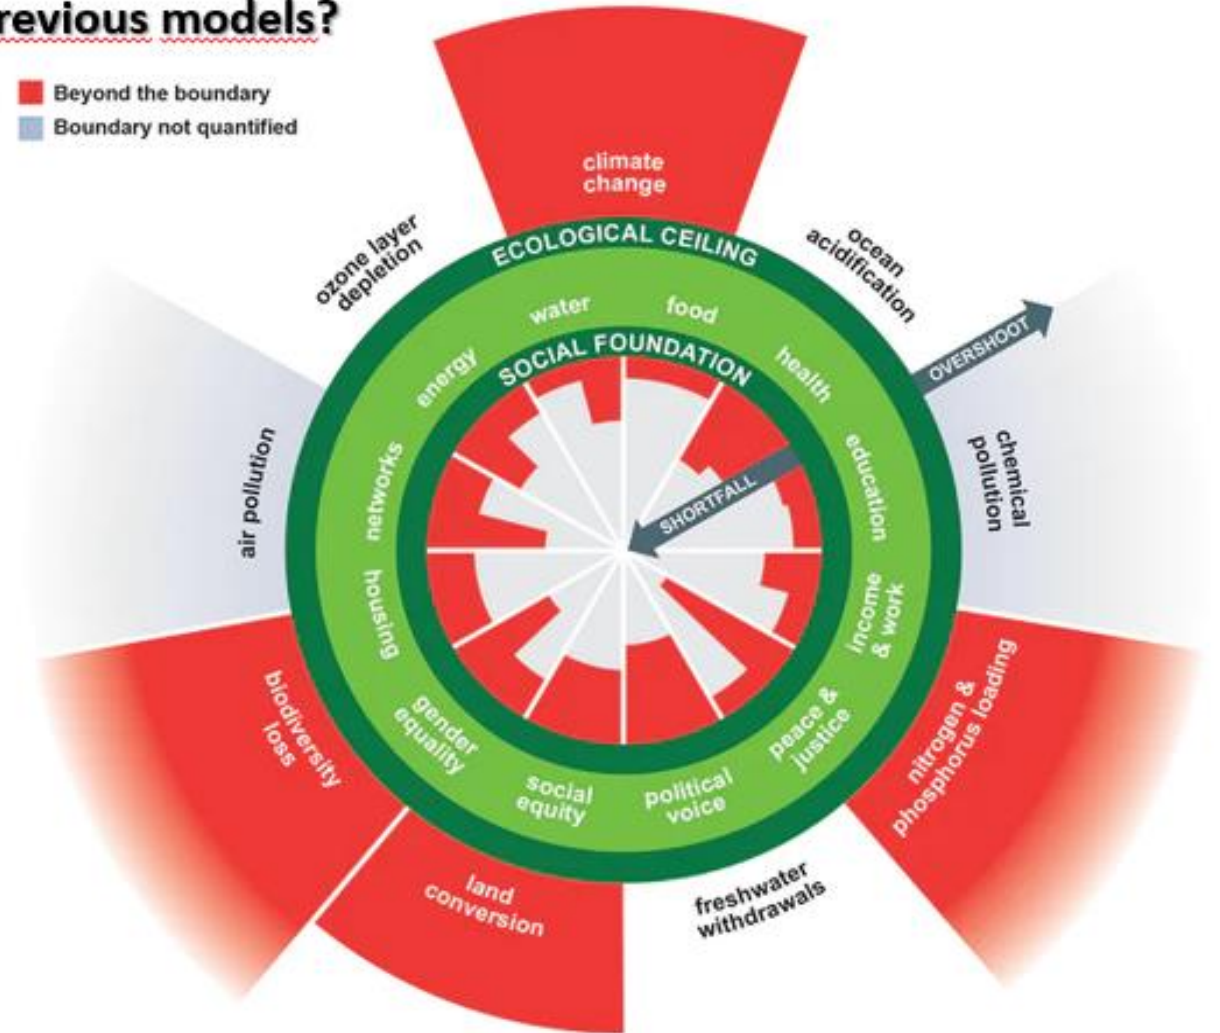 revious models?
Beyond the boundary
Boundary not quantified
climate
change
ozone layer
depletion
ocean
acidification
ECOLOGICAL CEILING
OVERSHOOT
water
food
energy
SOCIAL FOUNDATION
health
networks
education
air pollution
chemical
pollution
SHORTFALL
housing
income
& work
biodiversity
loss
gender
equality
peace &
justice
nitrogen &
phosphorus loading
social
equity
political
voice
land
conversion
freshwater
withdrawals